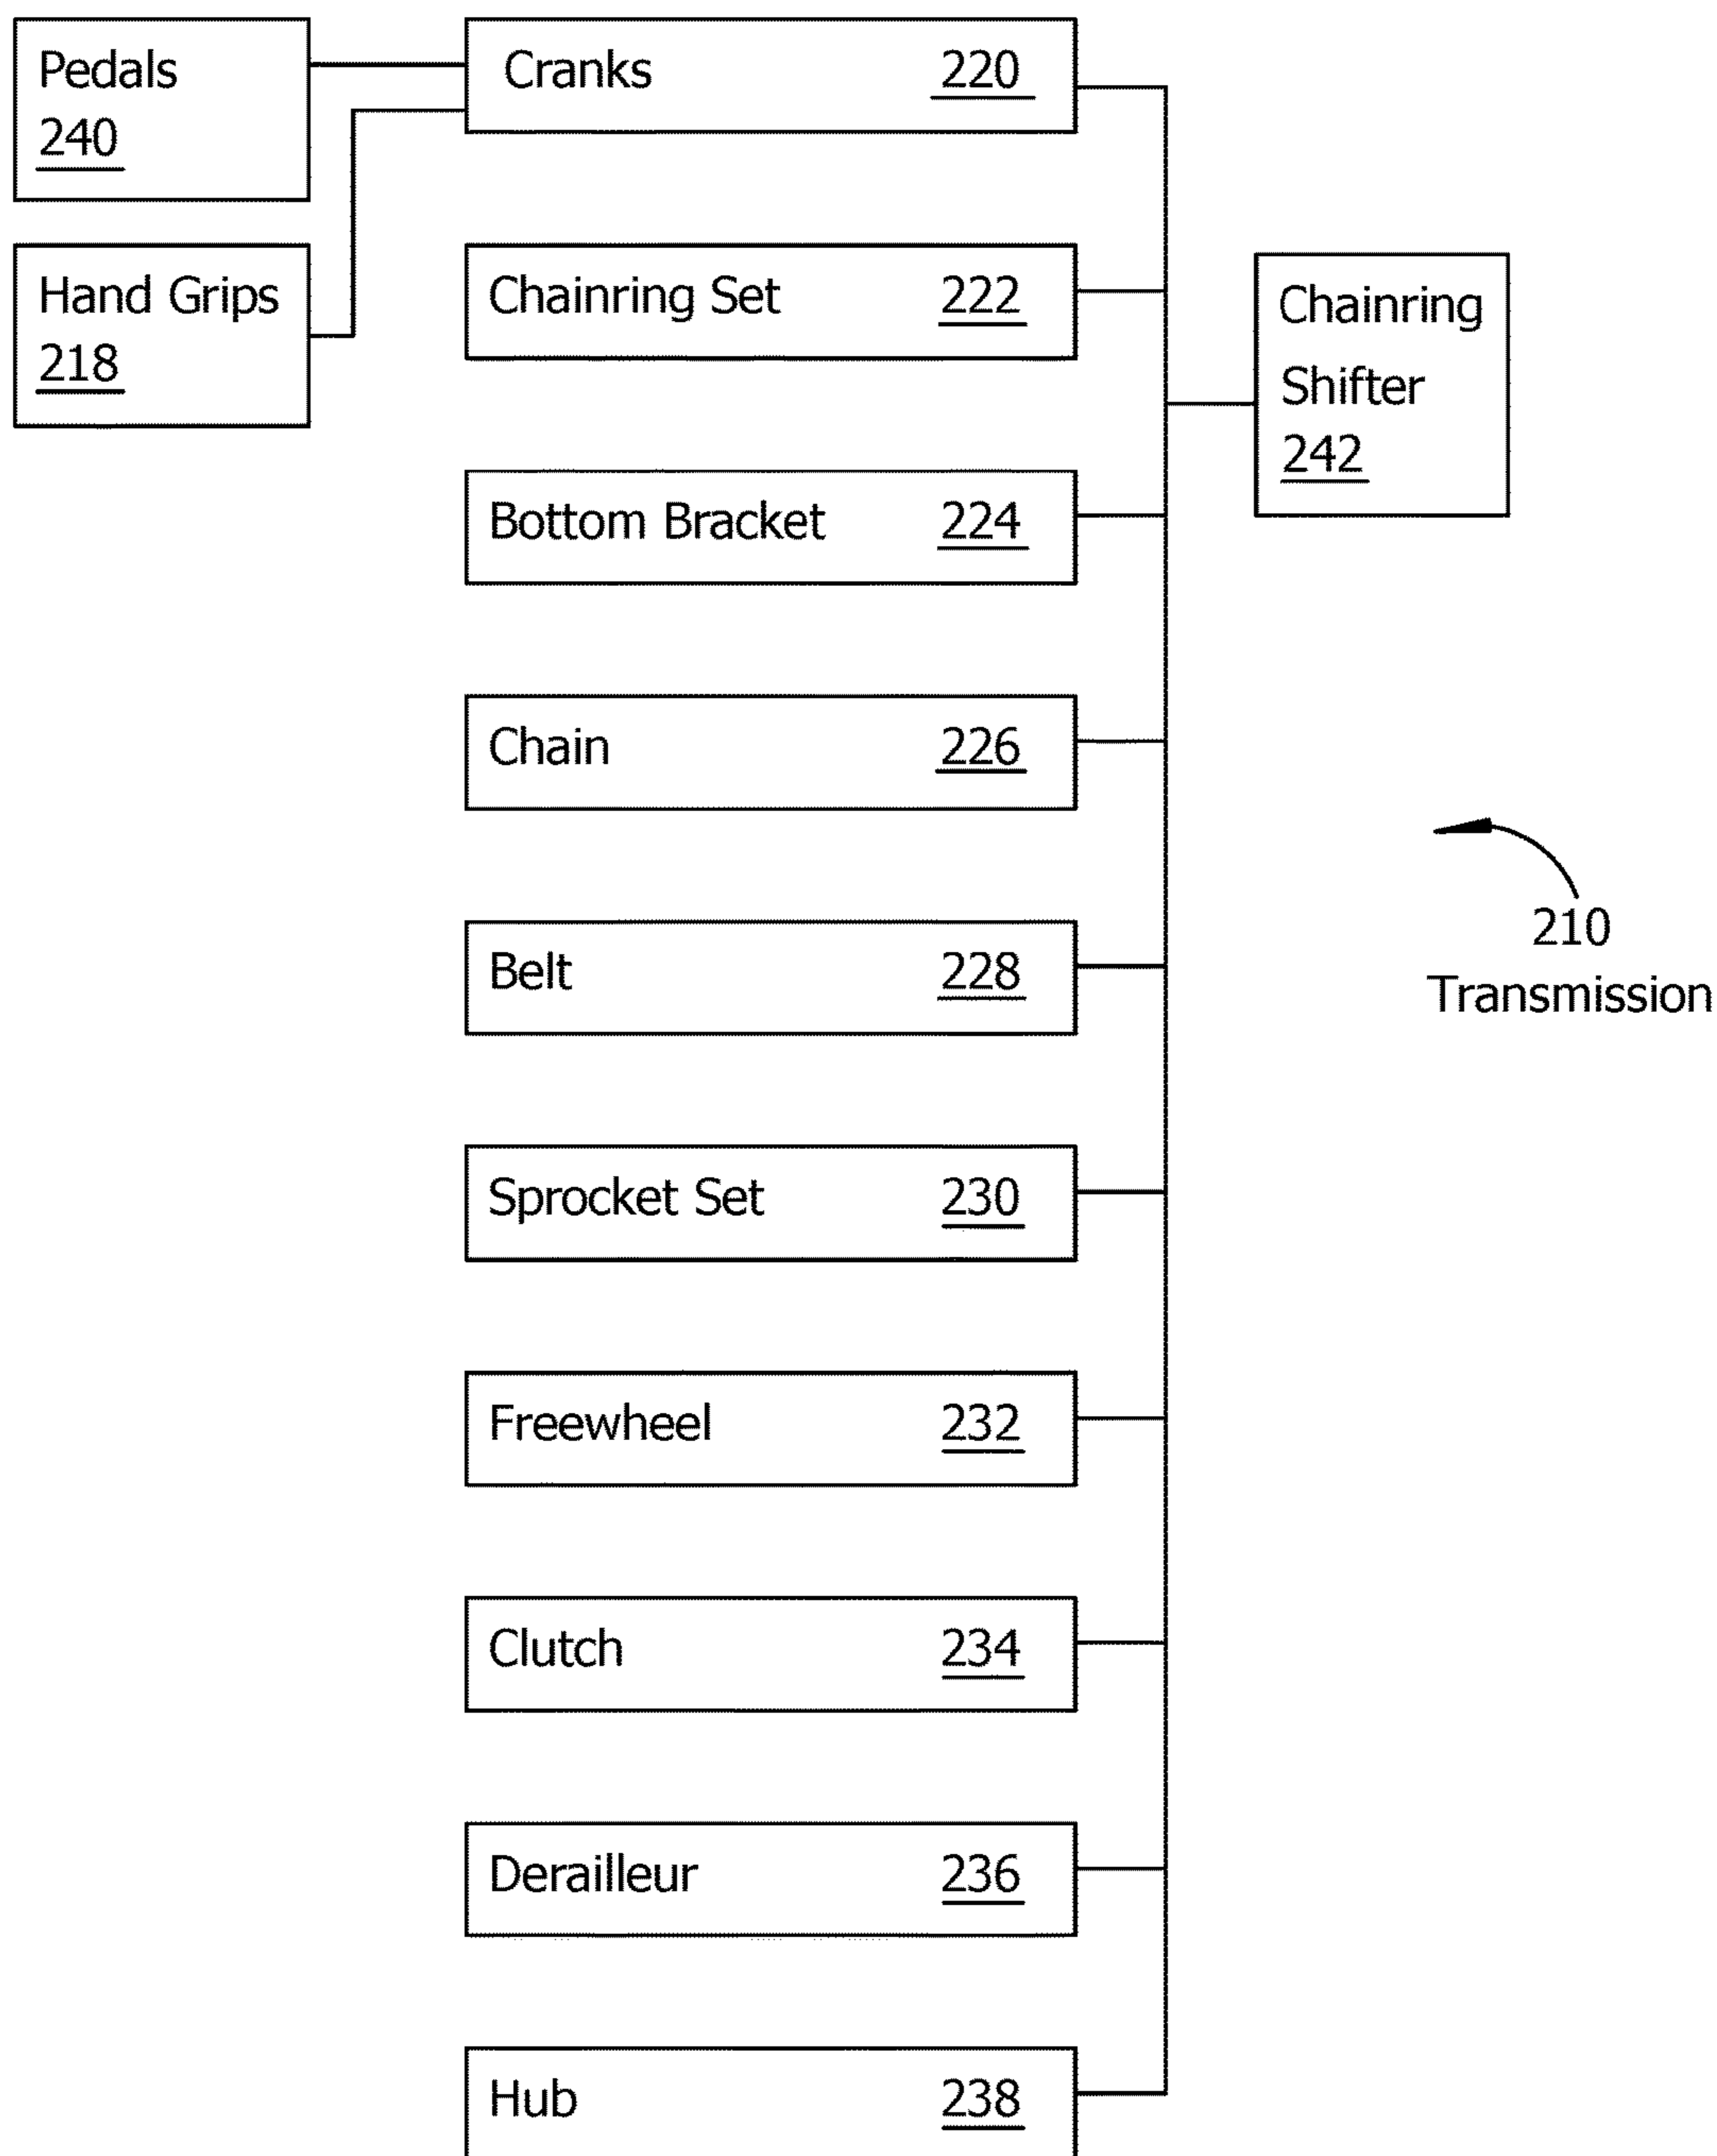 Pedals
240
Cranks 220
Hand Grips
218
Chainring Set 222
Chainring
Shifter
242
Bottom Bracket 224
Chain 226
210
Transmission
Belt 228
Sprocket Set 230
Freewheel 232
Clutch 234
Derailleur 236
Hub 238